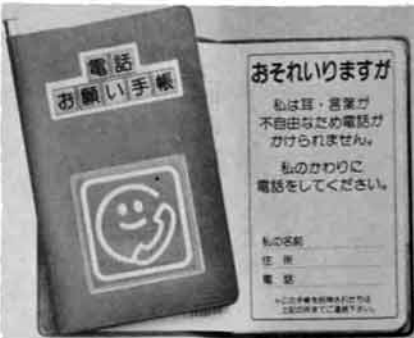 電話
お願い手帳
おそれいりますが
私は耳・言葉が
不自由なため電話が
かけられません。
私のかわりに
電話をしてください。
私の名前
住所
電話